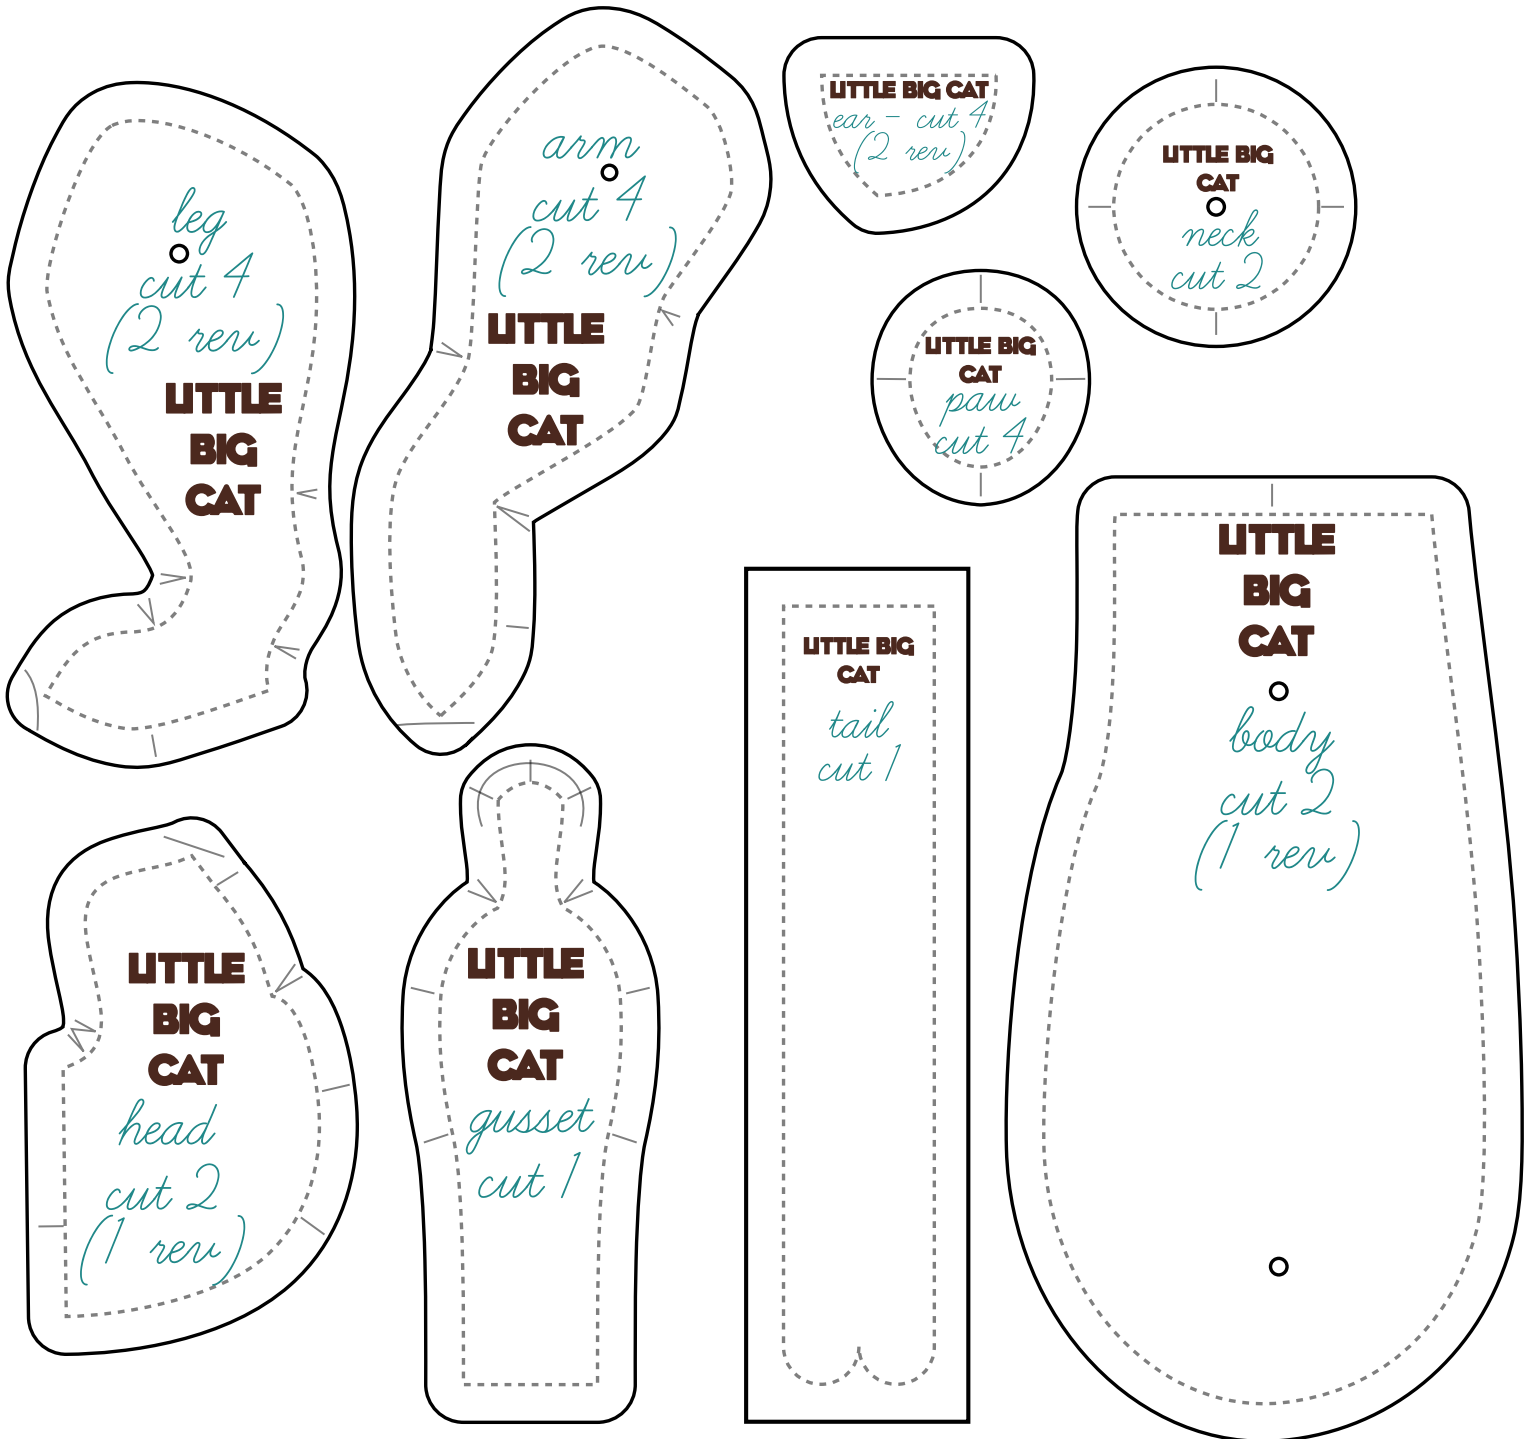 leg
cut 4
(2 rev)
LITTLE
BIG
CAT
arm
cut 4
(2 rev)
LITTLE
BIG
CAT
LITTLE BIG CAT
ear - cut 4
(2 rev)
LITTLE BIG
CAT
neck
cut 2
LITTLE BIG
CAT
paw
cut 4
LITTLE BIG
CAT
tail
cut 1
LITTLE
BIG
CAT
body
cut 2
(1 rev)
LITTLE
BIG
CAT
head
cut 2
(1 rev)
LITTLE
BIG
CAT
gusset
cut 1